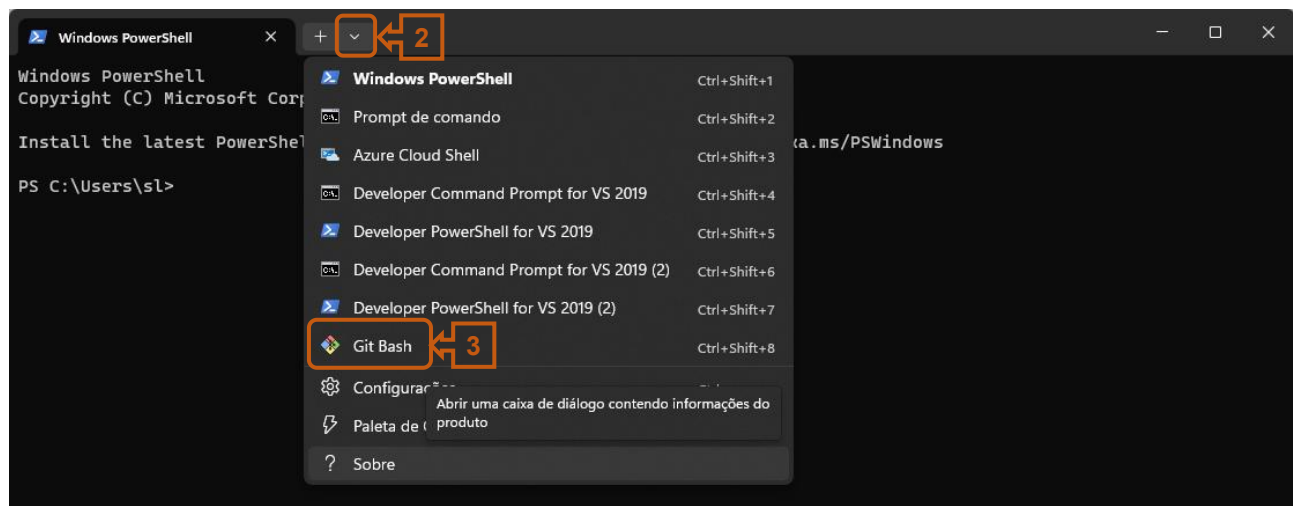 Windows PowerShell
2
Windows PowerShell
Copyright (C) Microsoft
Install the latest
xa.ms/PSWindows
PS C:\Users\sl>
Windows PowerShell Ctrl+Shift+1
Prompt de comando Ctrl+Shift+2
Azure Cloud Shell Ctrl+Shift+3
Developer Command Prompt for VS 2019 Ctrl+Shift+4
Developer PowerShell for VS 2019 Ctrl+Shift+5
Developer Command Prompt for VS 2019 (2) Ctrl+Shift+6
Developer PowerShell for VS 2019 (2) Ctrl+Shift+7
Git Bash 3 Ctrl+Shift+8
Configurações
Paleta de
Abrir uma caixa de diálogo contendo informações do
produto
? Sobre